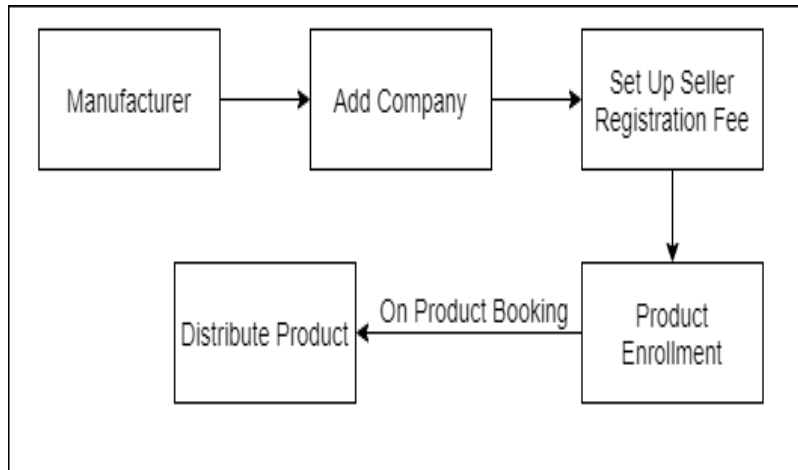 Manufacturer
Add Company
Set Up Seller
Registration Fee
On Product Booking
Distribute Product
Product
Enrollment